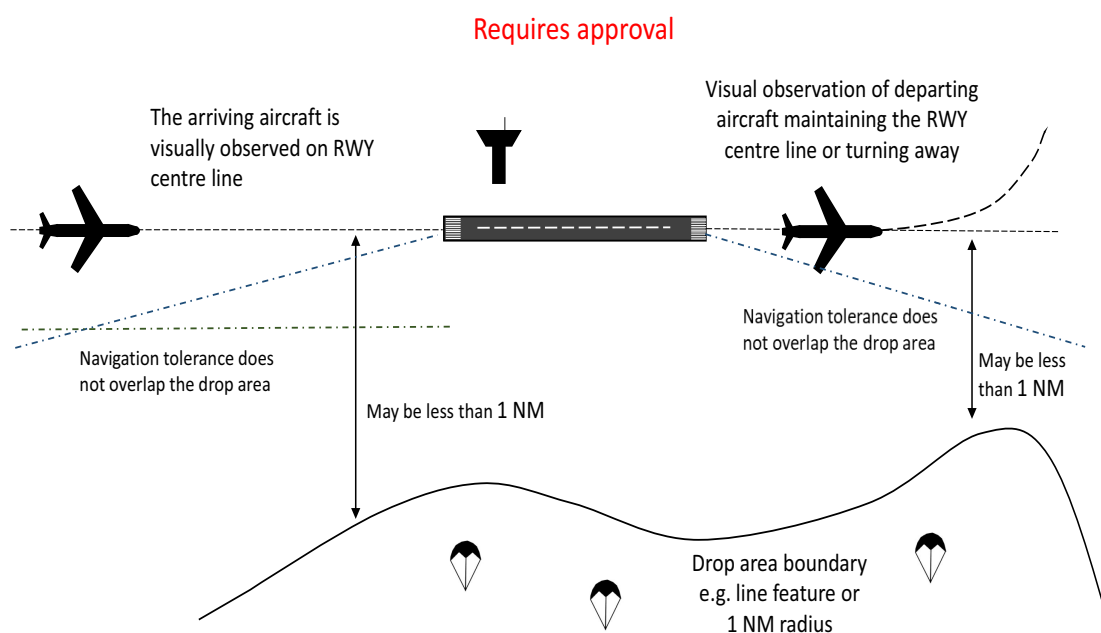 Requires approval
The arriving aircraft is
visually observed on RWY
centre line
Visual observation of departing
aircraft maintaining the RWY
centre line or turning away
Navigation tolerance does
not overlap the drop area
Navigation tolerance does
not overlap the drop area
May be less
than 1 NM
May be less than 1 NM
Drop area boundary
e.g. line feature or
1 NM radius